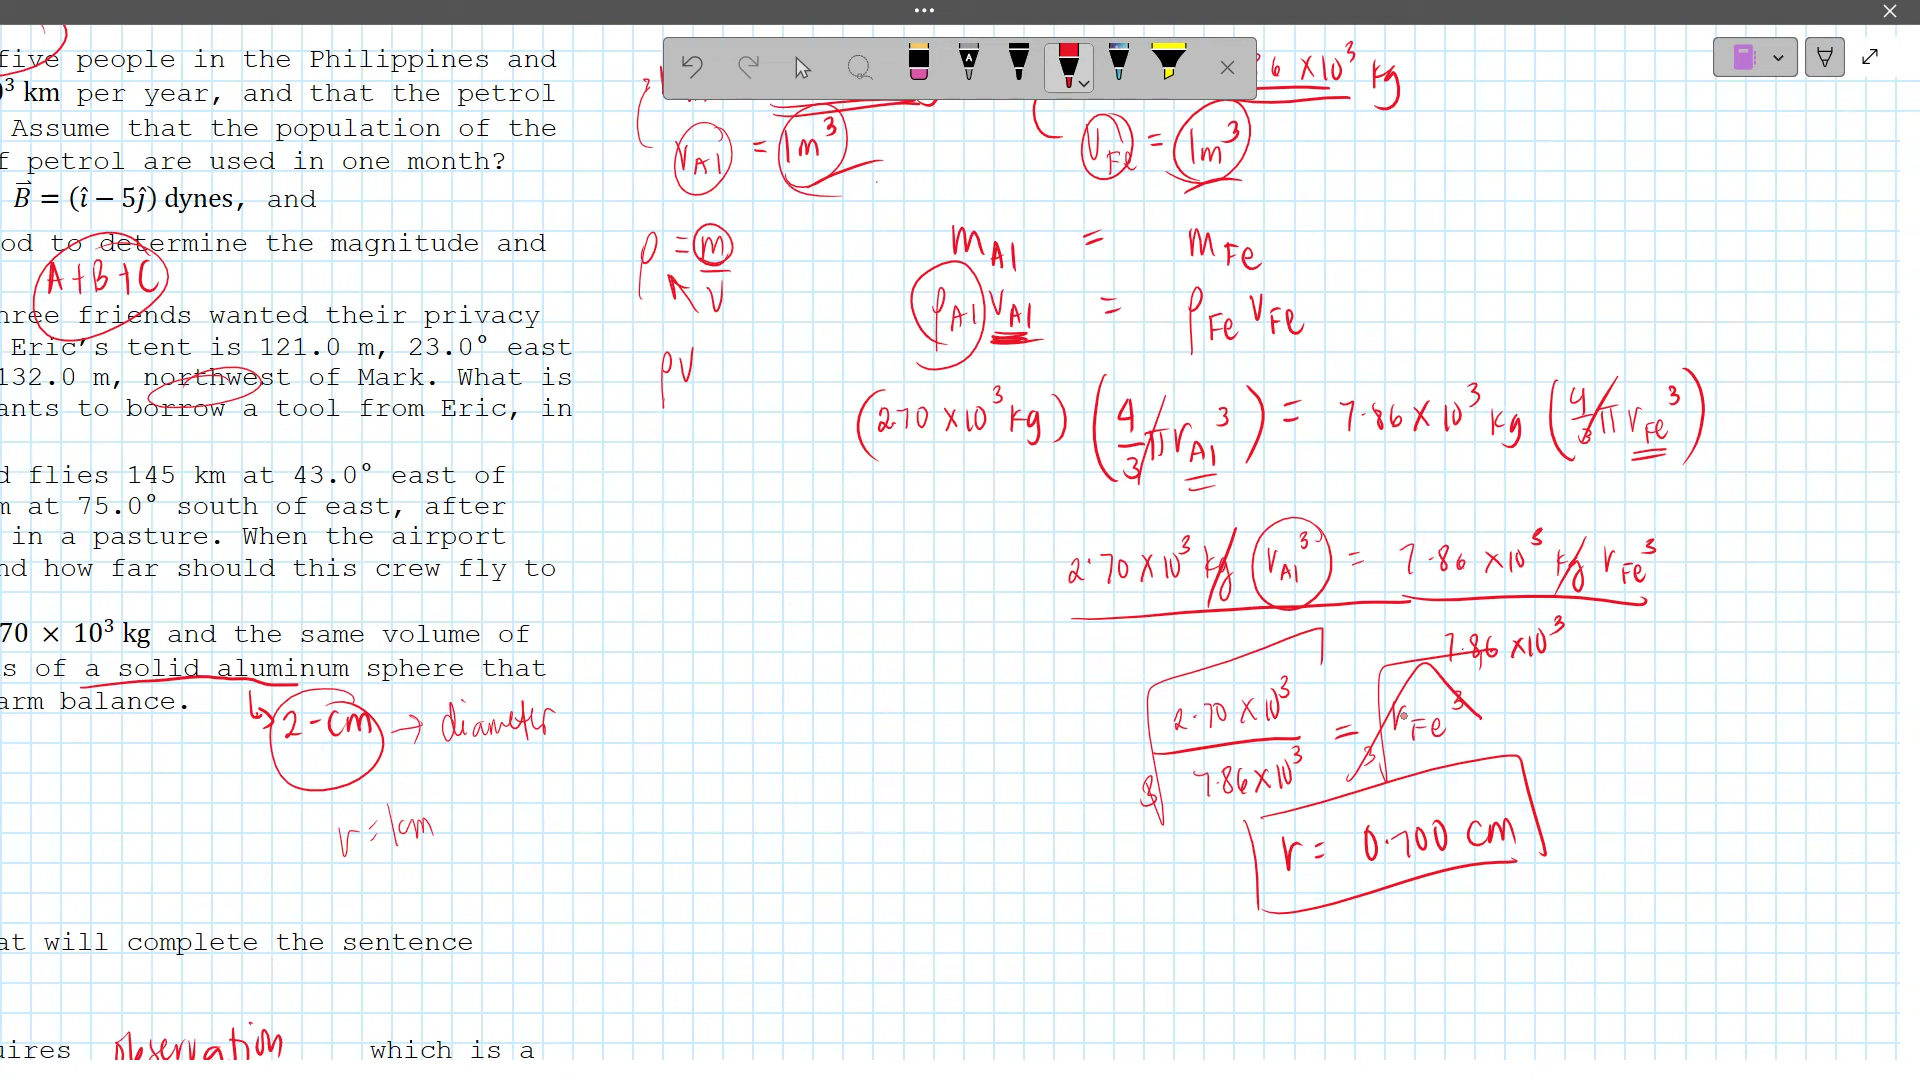 five people in the Philippines and
0³ km per year, and that the petrol
Assume that the population of the
f petrol are used in one month?
B⃗ = (î − 5ĵ) dynes, and
od to determine the magnitude and
A+B+C
hree friends wanted their privacy
Eric's tent is 121.0 m, 23.0° east
132.0 m, northwest of Mark. What is
ants to borrow a tool from Eric, in
d flies 145 km at 43.0° east of
m at 75.0° south of east, after
in a pasture. When the airport
nd how far should this crew fly to
70 × 10³ kg and the same volume of
s of a solid aluminum sphere that
arm balance.
2-cm → diameter
r = 1cm
at will complete the sentence
uires observation which is a
86 ×10³ kg
V_Al = 1m³
V_Fe = 1m³
ρ = m/V
ρV
m_Al = m_Fe
ρ_Al V_Al = ρ_Fe V_Fe
(2.70 ×10³ kg) (4/3 π r_Al³) = 7.86 ×10³ kg (4/3 π r_Fe³)
2.70 ×10³ kg r_Al³ = 7.86 ×10³ kg r_Fe³
7.86 ×10³
∛(2.70 ×10³ / 7.86 ×10³) = ∛(r_Fe³)
r = 0.700 cm
A